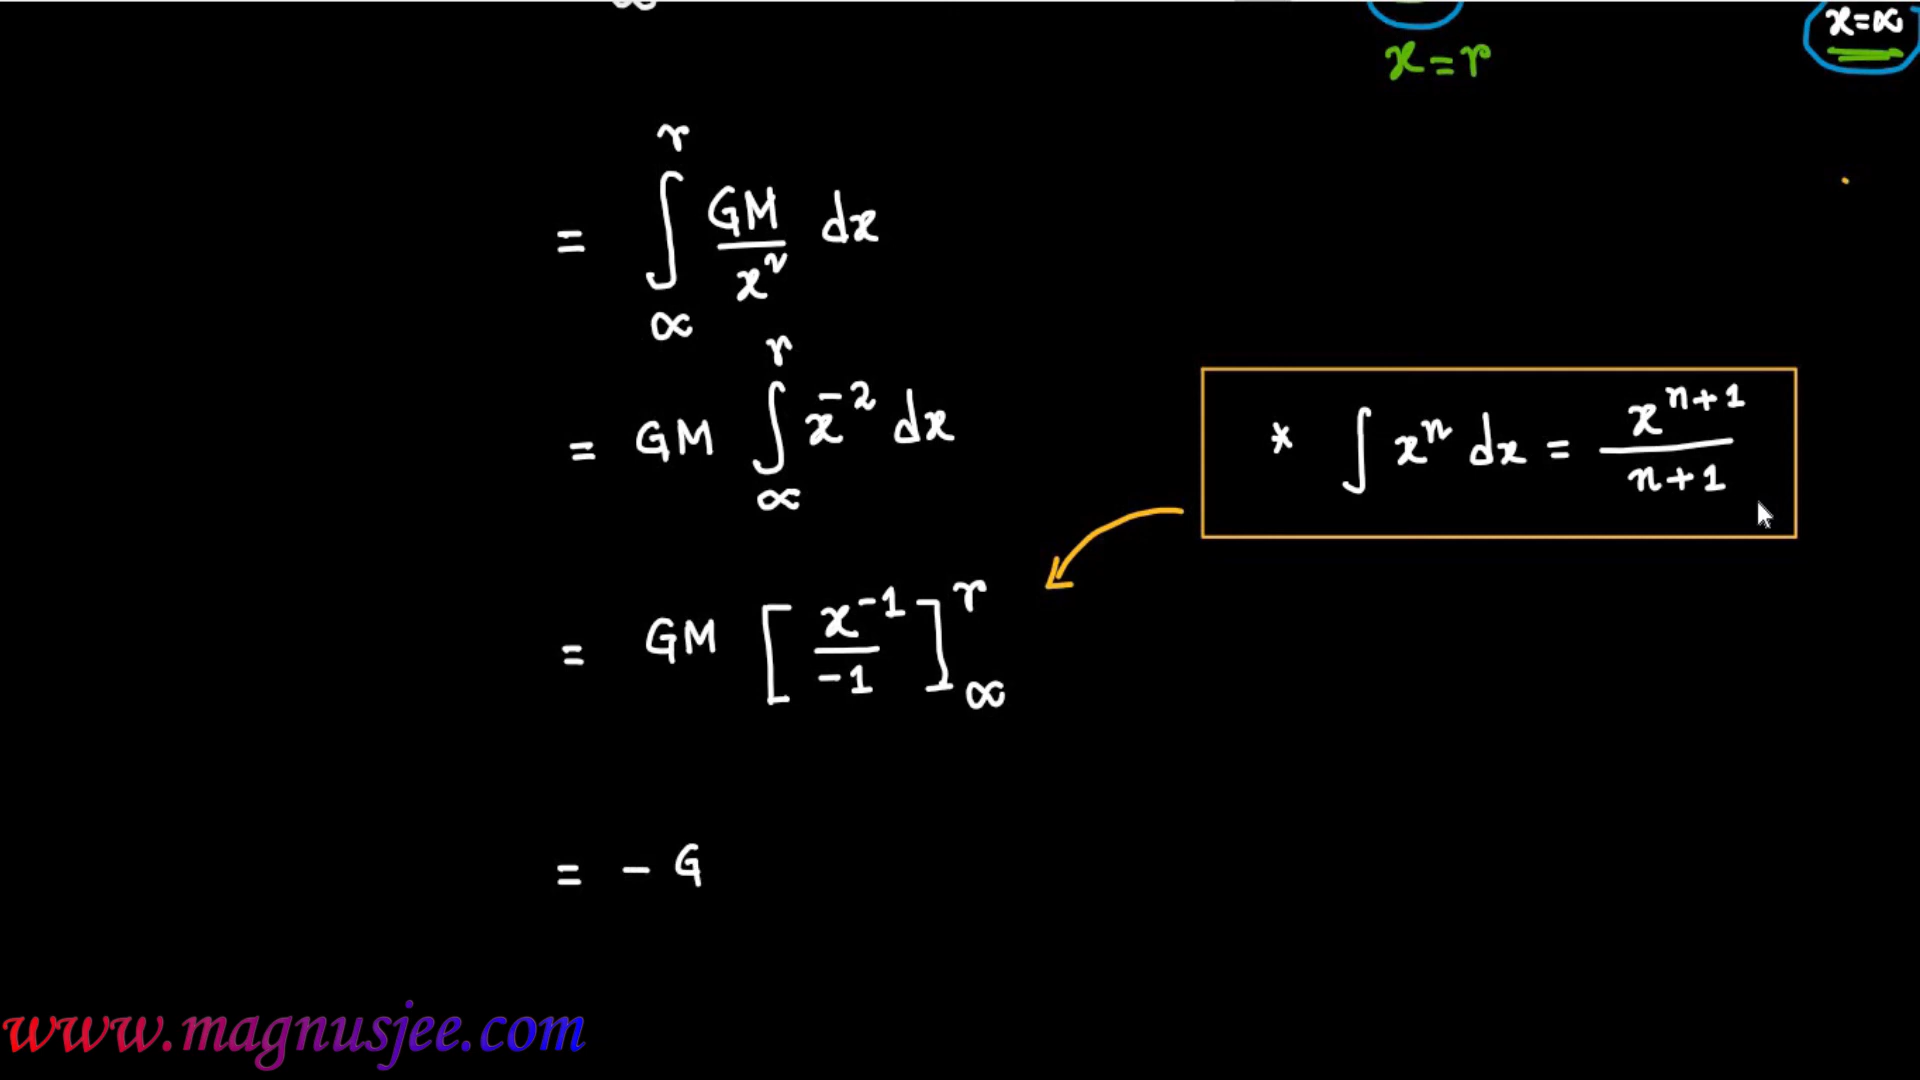 ∞
x=∞
x=r
= ∫_∞^r GM/x² dx
= GM ∫_∞^r x⁻² dx
* ∫ xⁿ dx = xⁿ⁺¹/n+1
= GM [x⁻¹/-1]_∞^r
= - G
www.magnusjee.com